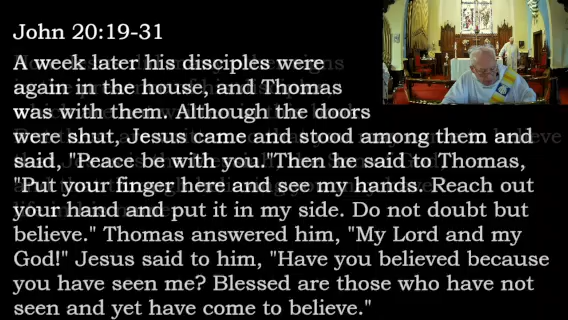 John 20:19-31
A week later his disciples were
again in the house, and Thomas
was with them. Although the doors
were shut, Jesus came and stood among them and
said, "Peace be with you."Then he said to Thomas,
"Put your finger here and see my hands. Reach out
your hand and put it in my side. Do not doubt but
believe." Thomas answered him, "My Lord and my
God!" Jesus said to him, "Have you believed because
you have seen me? Blessed are those who have not
seen and yet have come to believe."